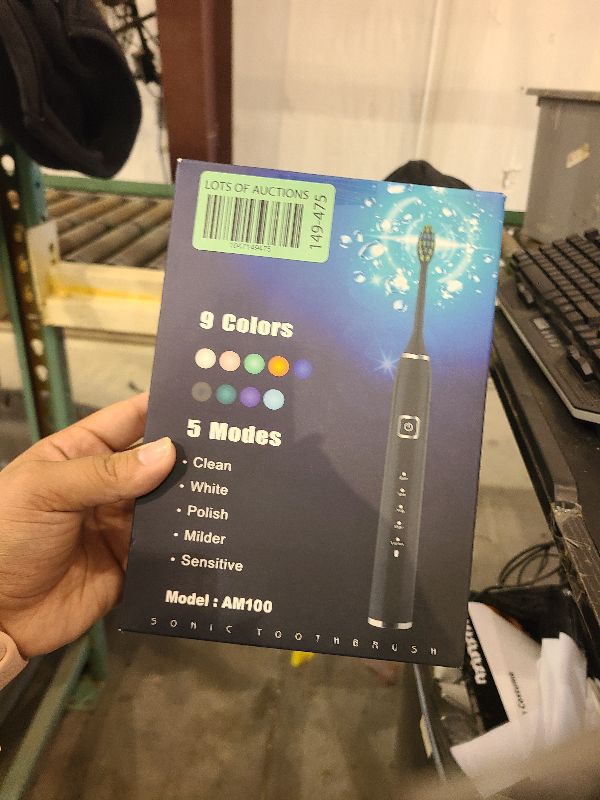 LOTS OF AUCTIONS
149-475
9 Colors
5 Modes
• Clean
• White
• Polish
• Milder
• Sensitive
Model : AM100
SONIC TOOTHBRUSH